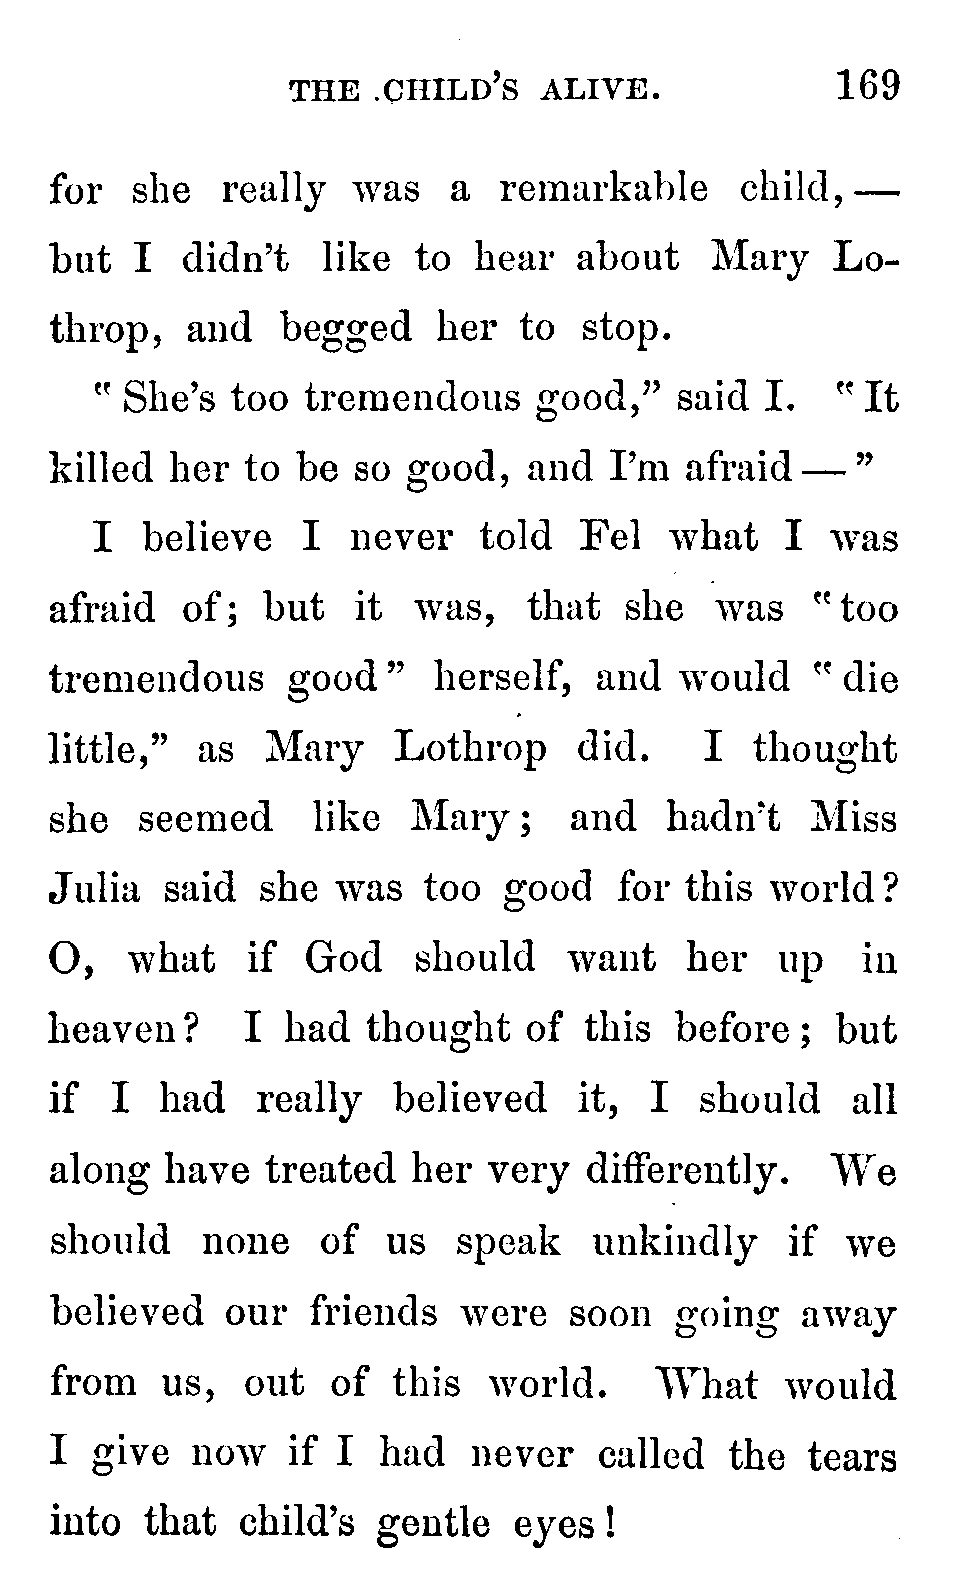 THE CHILD'S ALIVE. 169
for she really was a remarkable child,—
but I didn't like to hear about Mary Lo-
throp, and begged her to stop.
"She's too tremendous good," said I. "It
killed her to be so good, and I'm afraid—"
I believe I never told Fel what I was
afraid of; but it was, that she was "too
tremendous good" herself, and would "die
little," as Mary Lothrop did. I thought
she seemed like Mary; and hadn't Miss
Julia said she was too good for this world?
O, what if God should want her up in
heaven? I had thought of this before; but
if I had really believed it, I should all
along have treated her very differently. We
should none of us speak unkindly if we
believed our friends were soon going away
from us, out of this world. What would
I give now if I had never called the tears
into that child's gentle eyes!